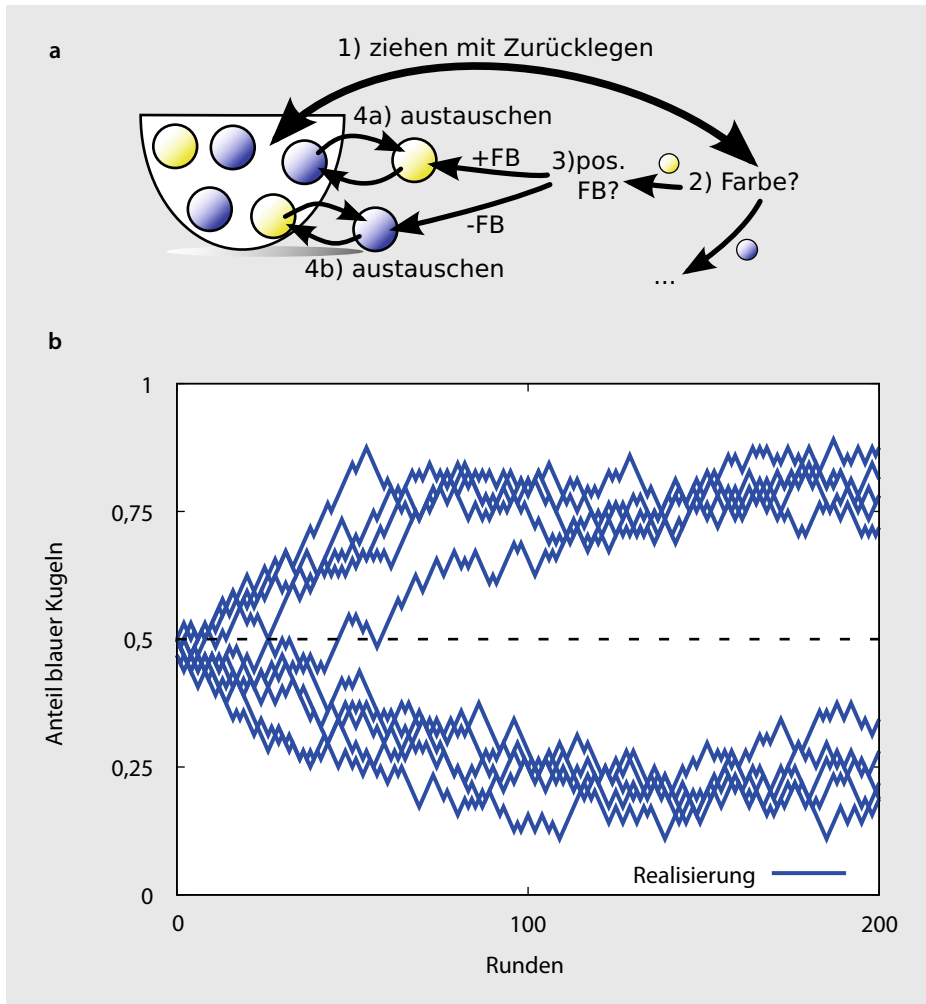 a
1) ziehen mit Zurücklegen
4a) austauschen
+FB
3)pos.
FB?
2) Farbe?
-FB
4b) austauschen
...
b
1
0,75
0,5
0,25
0
Anteil blauer Kugeln
Realisierung
0
100
200
Runden